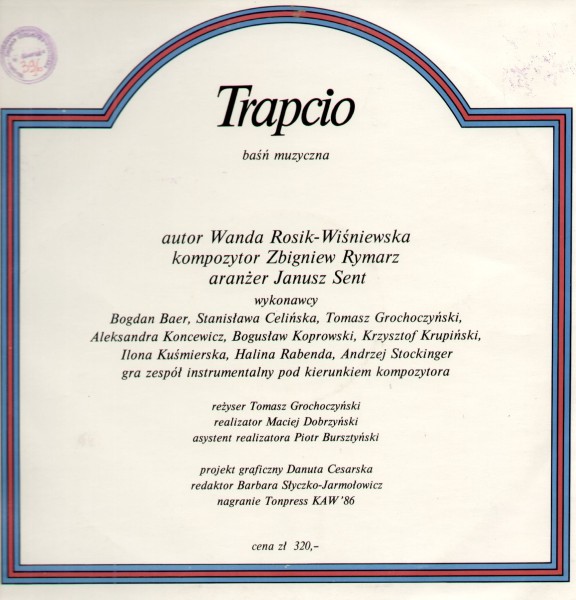 Trapcio
baśń muzyczna
autor Wanda Rosik-Wiśniewska
kompozytor Zbigniew Rymarz
aranżer Janusz Sent
wykonawcy
Bogdan Baer, Stanisława Celińska, Tomasz Grochoczyński,
Aleksandra Koncewicz, Bogusław Koprowski, Krzysztof Krupiński,
Ilona Kuśmierska, Halina Rabenda, Andrzej Stockinger
gra zespół instrumentalny pod kierunkiem kompozytora
reżyser Tomasz Grochoczyński
realizator Maciej Dobrzyński
asystent realizatora Piotr Bursztyński
projekt graficzny Danuta Cesarska
redaktor Barbara Słyczko-Jarmołowicz
nagranie Tonpress KAW '86
cena zł 320,-